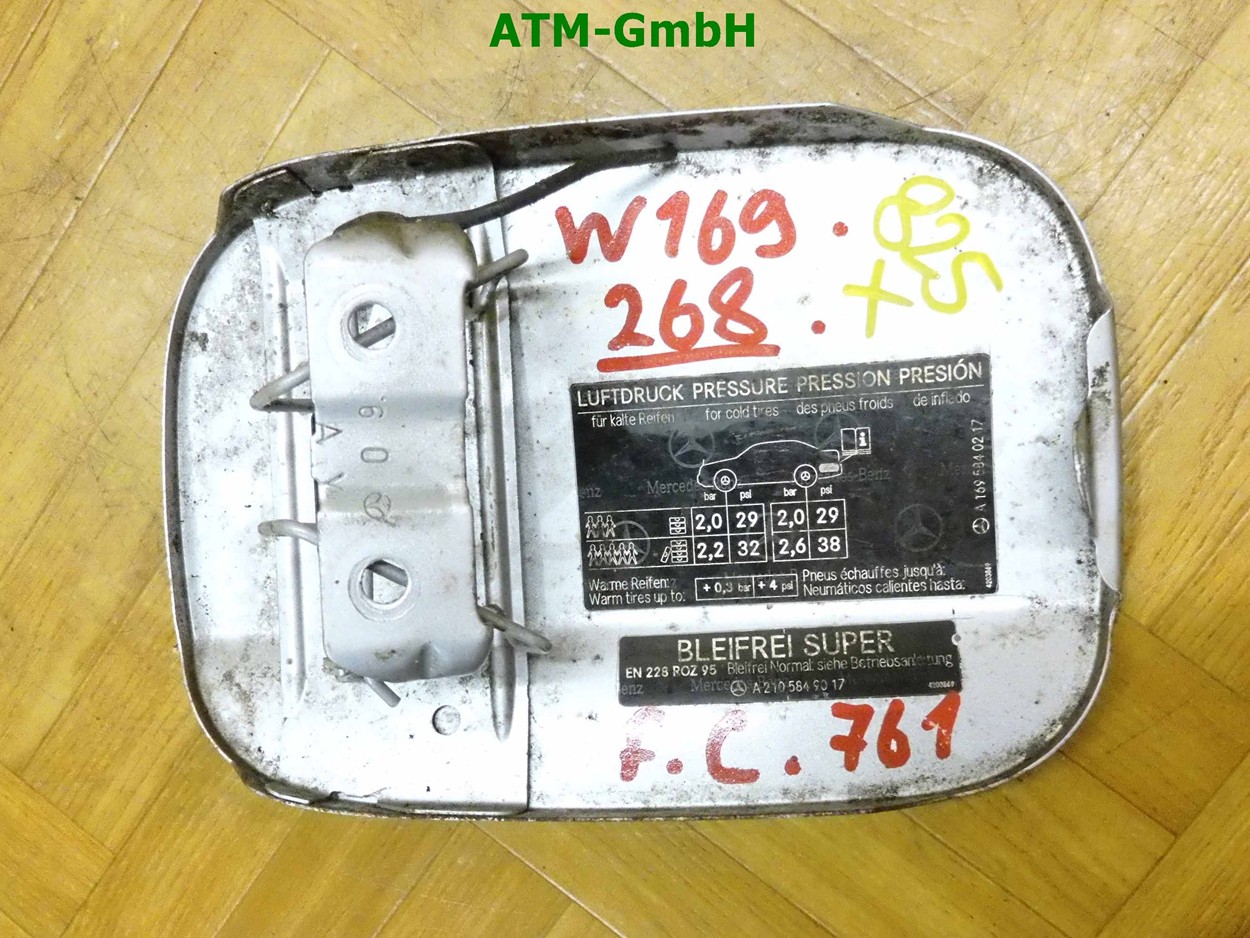 ATM-GmbH
W169.
268.
825
X
LUFTDRUCK PRESSURE PRESSION PRESIÓN
für kalte Reifen for cold tires des pneus froids de inflado
bar psi bar psi
2,0 29 2,0 29
2,2 32 2,6 38
Warme Reifen:
Warm tires up to:
+ 0,3 bar + 4 psi
Pneus échauffes jusqu'à:
Neumáticos calientes hasta:
A 169 584 02 17
BLEIFREI SUPER
EN 228 ROZ 95 Bleifrei Normal: siehe Betriebsanleitung
A 210 584 90 17
F.C. 761